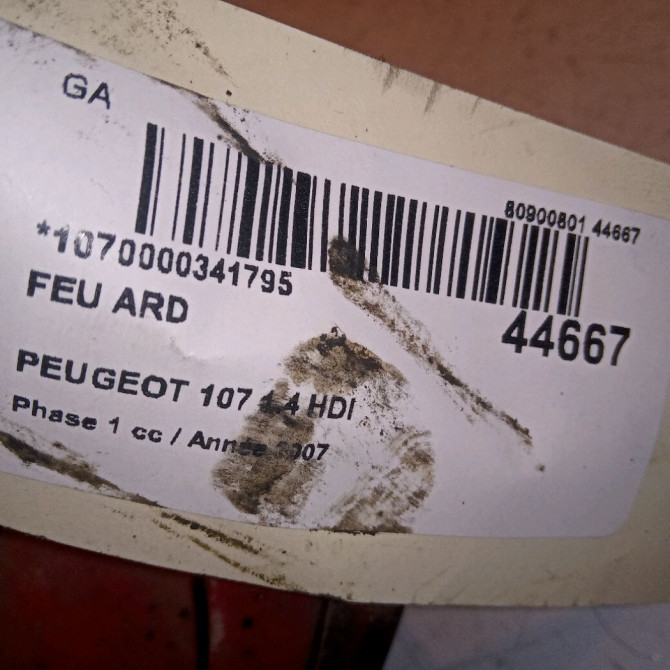 GA
80900801 44667
*1070000341795
FEU ARD
44667
PEUGEOT 107 1.4 HDI
Phase 1 cc / Année 2007